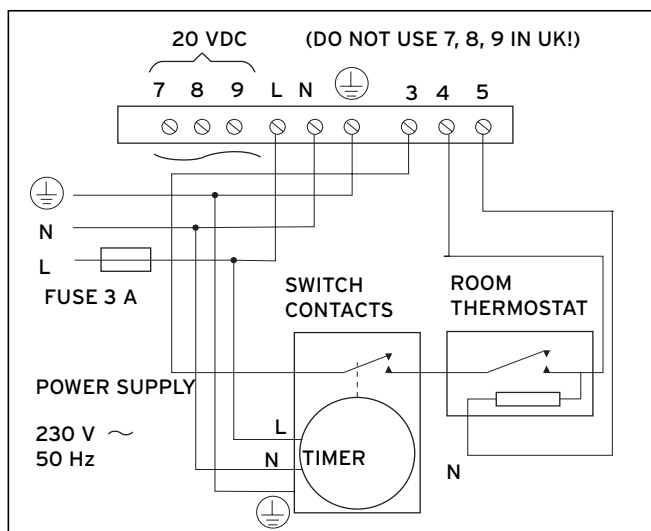 20 VDC (DO NOT USE 7, 8, 9 IN UK!)
7 8 9 L N 3 4 5
N
L
FUSE 3 A
SWITCH
CONTACTS
ROOM
THERMOSTAT
POWER SUPPLY
230 V ~
50 Hz
L
N TIMER
N